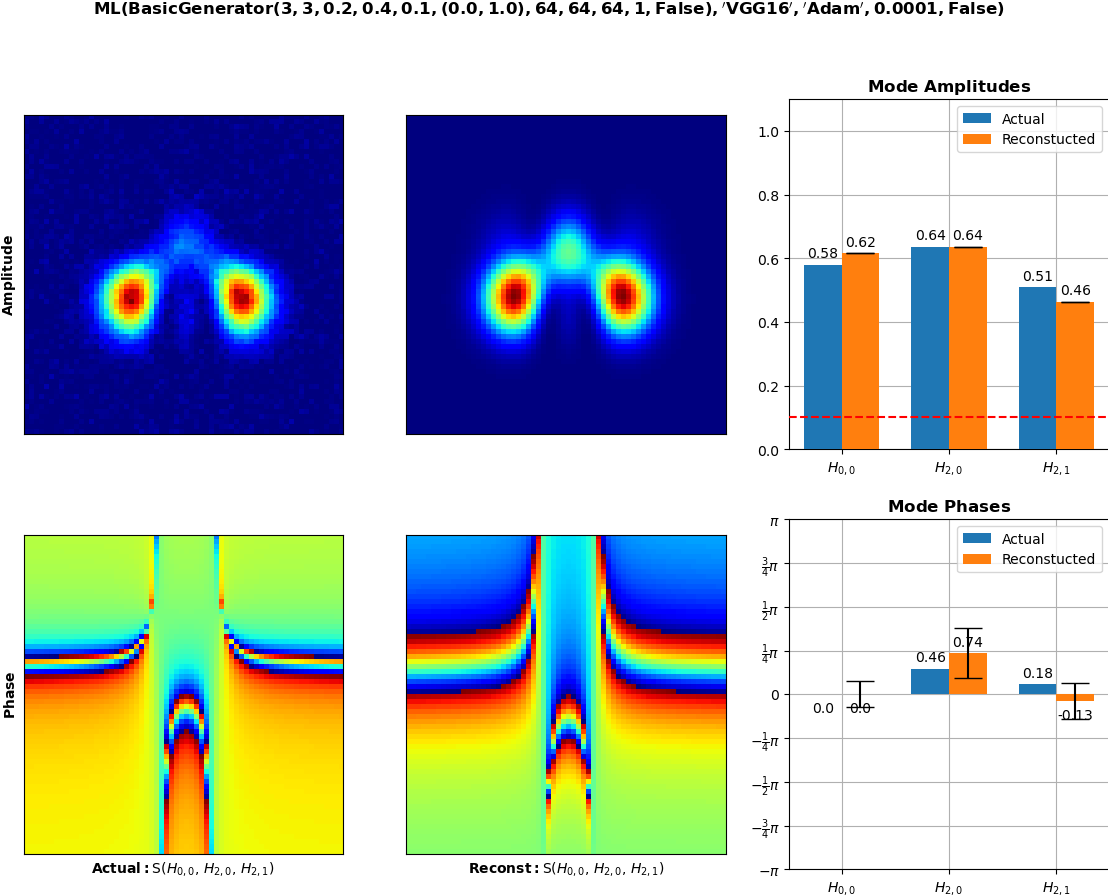 ML(BasicGenerator(3, 3, 0.2, 0.4, 0.1, (0.0, 1.0), 64, 64, 64, 1, False), ′VGG16′, ′Adam′, 0.0001, False)
Mode Amplitudes
Actual
Reconstucted
1.0
0.8
0.6
0.4
0.2
0.0
0.58
0.62
0.64
0.64
0.51
0.46
H0,0
H2,0
H2,1
Amplitude
Mode Phases
Actual
Reconstucted
π
3/4π
1/2π
1/4π
0
−1/4π
−1/2π
−3/4π
−π
0.0
-0.0
0.46
0.74
0.18
-0.13
H0,0
H2,0
H2,1
Phase
Actual: S(H0,0, H2,0, H2,1)
Reconst: S(H0,0, H2,0, H2,1)